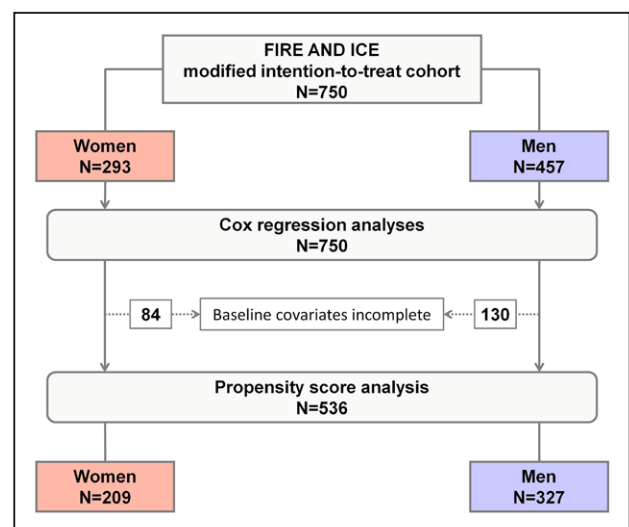 FIRE AND ICE
modified intention-to-treat cohort
N=750
Women
N=293
Men
N=457
Cox regression analyses
N=750
84
Baseline covariates incomplete
130
Propensity score analysis
N=536
Women
N=209
Men
N=327